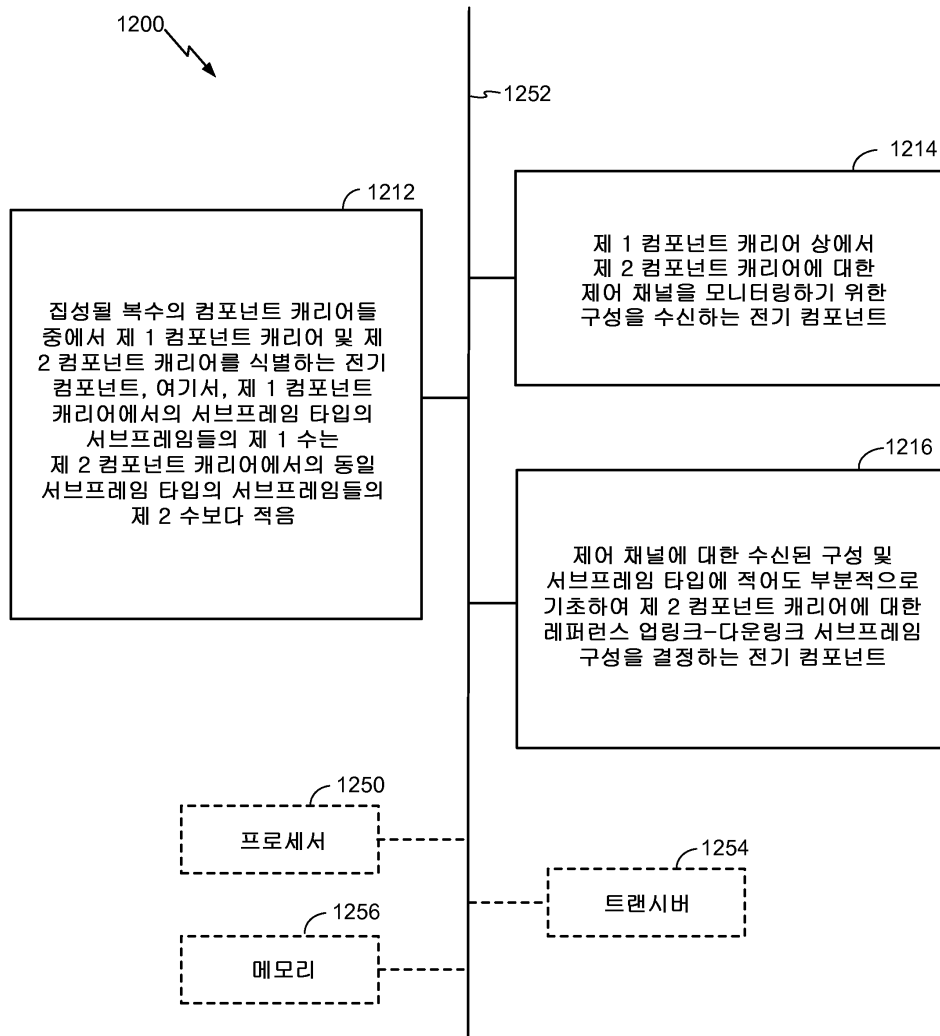 1200
1252
1214
제 1 컴포넌트 캐리어 상에서
제 2 컴포넌트 캐리어에 대한
제어 채널을 모니터링하기 위한
구성을 수신하는 전기 컴포넌트
1212
집성될 복수의 컴포넌트 캐리어들
중에서 제 1 컴포넌트 캐리어 및 제
2 컴포넌트 캐리어를 식별하는 전기
컴포넌트, 여기서, 제 1 컴포넌트
캐리어에서의 서브프레임 타입의
서브프레임들의 제 1 수는
제 2 컴포넌트 캐리어에서의 동일
서브프레임 타입의 서브프레임들의
제 2 수보다 적음
1216
제어 채널에 대한 수신된 구성 및
서브프레임 타입에 적어도 부분적으로
기초하여 제 2 컴포넌트 캐리어에 대한
레퍼런스 업링크-다운링크 서브프레임
구성을 결정하는 전기 컴포넌트
1250
프로세서
1254
트랜시버
1256
메모리